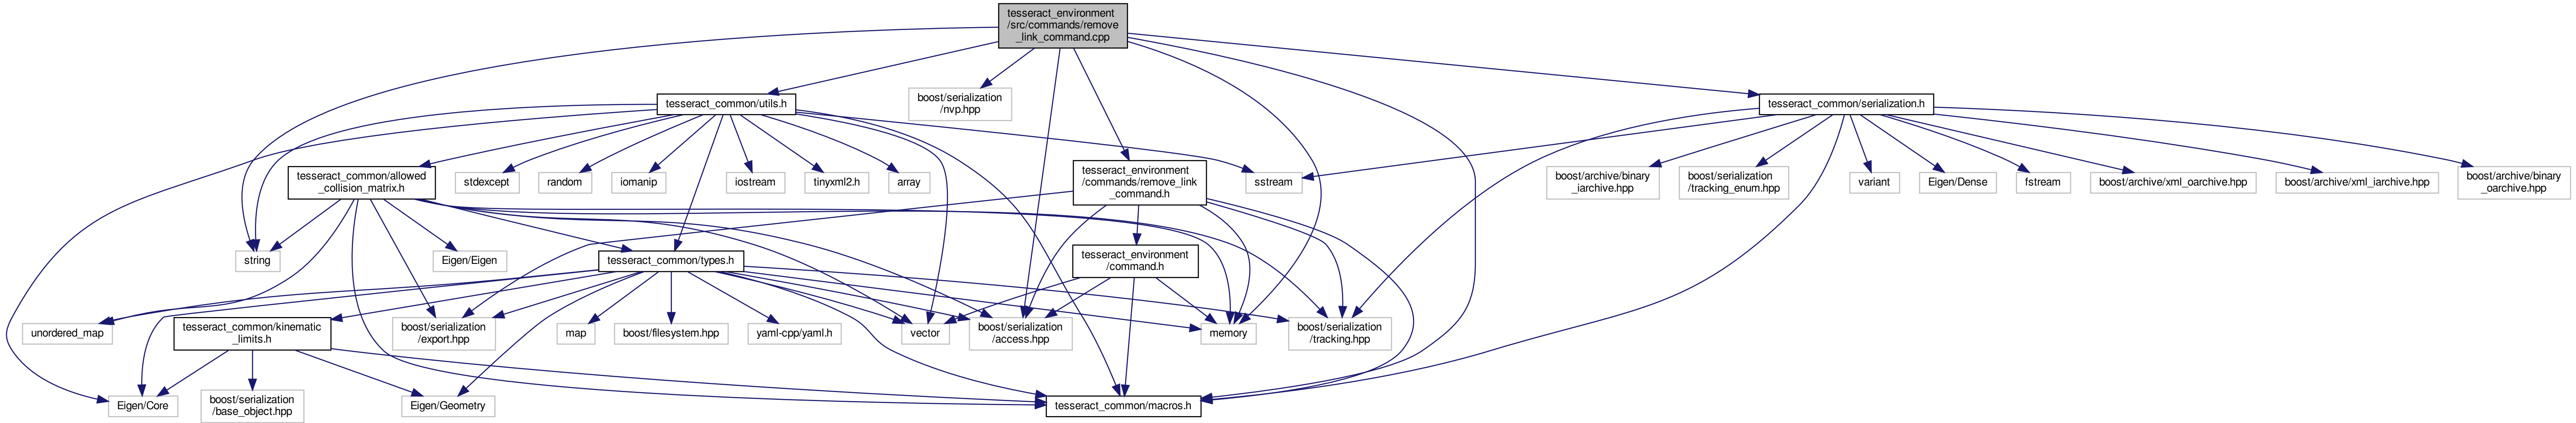 tesseract_environment
/src/commands/remove
_link_command.cpp
tesseract_common/utils.h
boost/serialization
/nvp.hpp
tesseract_common/serialization.h
tesseract_common/allowed
_collision_matrix.h
stdexcept
random
iomanip
iostream
tinyxml2.h
array
tesseract_environment
/commands/remove_link
_command.h
sstream
boost/archive/binary
_iarchive.hpp
boost/serialization
/tracking_enum.hpp
variant
Eigen/Dense
fstream
boost/archive/xml_oarchive.hpp
boost/archive/xml_iarchive.hpp
boost/archive/binary
_oarchive.hpp
string
Eigen/Eigen
tesseract_common/types.h
tesseract_environment
/command.h
unordered_map
tesseract_common/kinematic
_limits.h
boost/serialization
/export.hpp
map
boost/filesystem.hpp
yaml-cpp/yaml.h
vector
boost/serialization
/access.hpp
memory
boost/serialization
/tracking.hpp
Eigen/Core
boost/serialization
/base_object.hpp
Eigen/Geometry
tesseract_common/macros.h